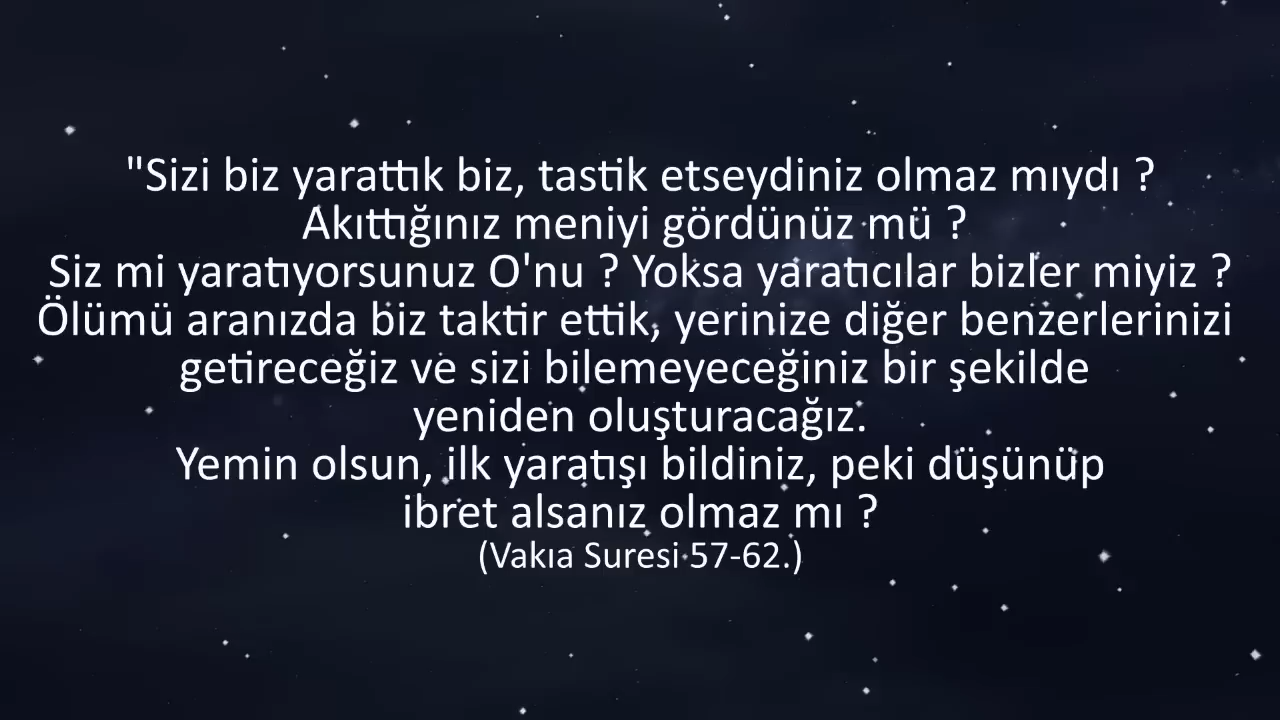 "Sizi biz yarattık biz, tastik etseydiniz olmaz mıydı ?
Akıttığınız meniyi gördünüz mü ?
Siz mi yaratıyorsunuz O'nu ? Yoksa yaratıcılar bizler miyiz ?
Ölümü aranızda biz taktir ettik, yerinize diğer benzerlerinizi
getireceğiz ve sizi bilemeyeceğiniz bir şekilde
yeniden oluşturacağız.
Yemin olsun, ilk yaratışı bildiniz, peki düşünüp
ibret alsanız olmaz mı ?
(Vakıa Suresi 57-62.)